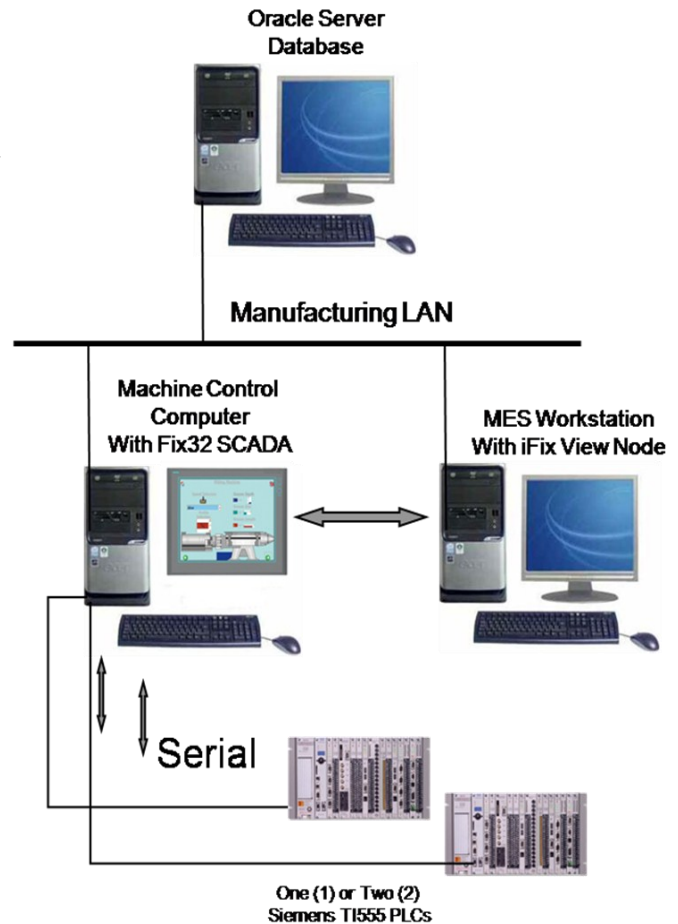 Oracle Server
Database
Manufacturing LAN
Machine Control
Computer
With Fix32 SCADA
MES Workstation
With iFix View Node
Serial
One (1) or Two (2)
Siemens TI555 PLCs